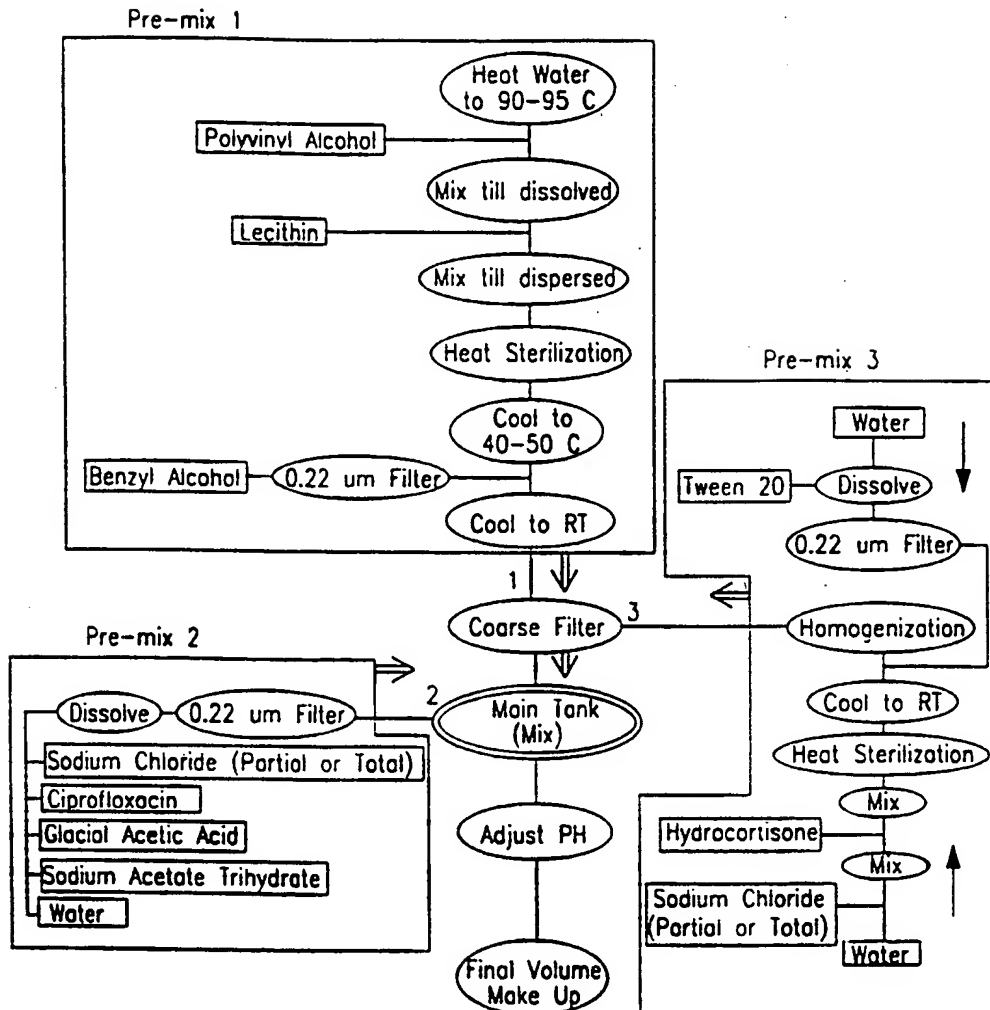 Pre-mix 1
Heat Water
to 90-95 C
Polyvinyl Alcohol
Mix till dissolved
Lecithin
Mix till dispersed
Heat Sterilization
Cool to
40-50 C
Benzyl Alcohol
0.22 um Filter
Cool to RT
1
Coarse Filter
3
Pre-mix 2
Dissolve
0.22 um Filter
2
Main Tank
(Mix)
Sodium Chloride (Partial or Total)
Ciprofloxacin
Glacial Acetic Acid
Sodium Acetate Trihydrate
Water
Adjust PH
Final Volume
Make Up
Pre-mix 3
Water
Tween 20
Dissolve
0.22 um Filter
Homogenization
Cool to RT
Heat Sterilization
Mix
Hydrocortisone
Mix
Sodium Chloride
(Partial or Total)
Water